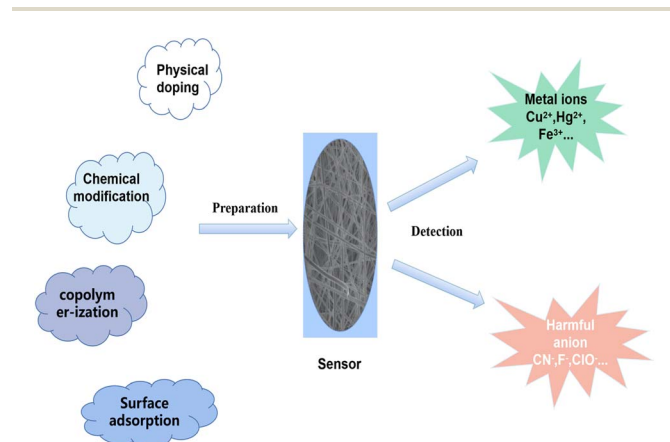 Physical
doping
Chemical
modification
copolym
er-ization
Surface
adsorption
Preparation
Sensor
Detection
Metal ions
Cu²⁺,Hg²⁺,
Fe³⁺...
Harmful
anion
CN⁻,F⁻,ClO⁻...